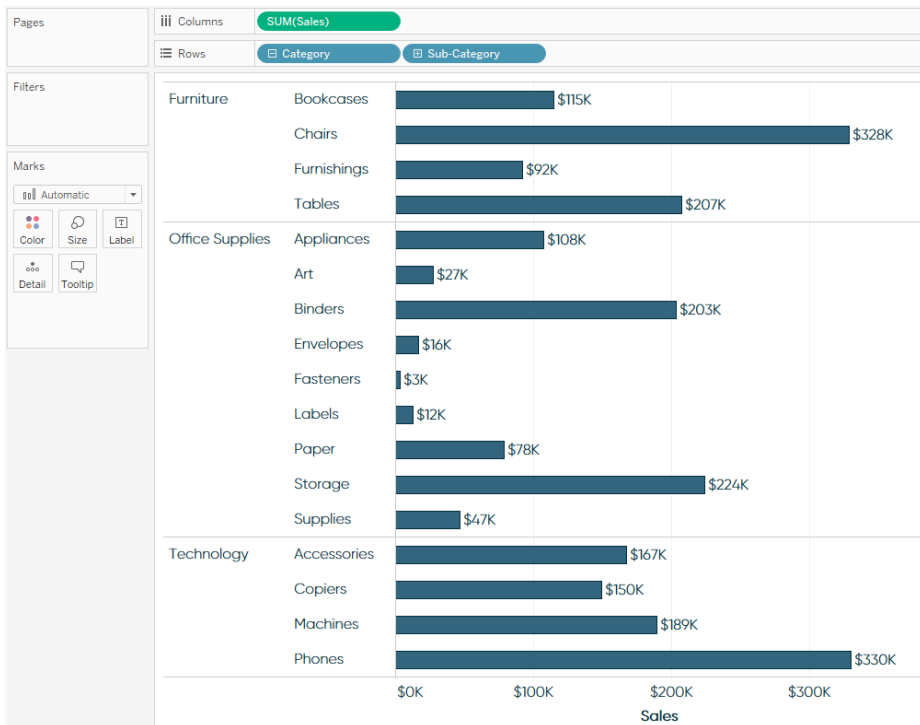 Pages
Columns SUM(Sales)
Rows Category Sub-Category
Filters
Marks
Automatic
Color Size Label
Detail Tooltip
Furniture Bookcases $115K
Chairs $328K
Furnishings $92K
Tables $207K
Office Supplies Appliances $108K
Art $27K
Binders $203K
Envelopes $16K
Fasteners $3K
Labels $12K
Paper $78K
Storage $224K
Supplies $47K
Technology Accessories $167K
Copiers $150K
Machines $189K
Phones $330K
$0K $100K $200K $300K
Sales